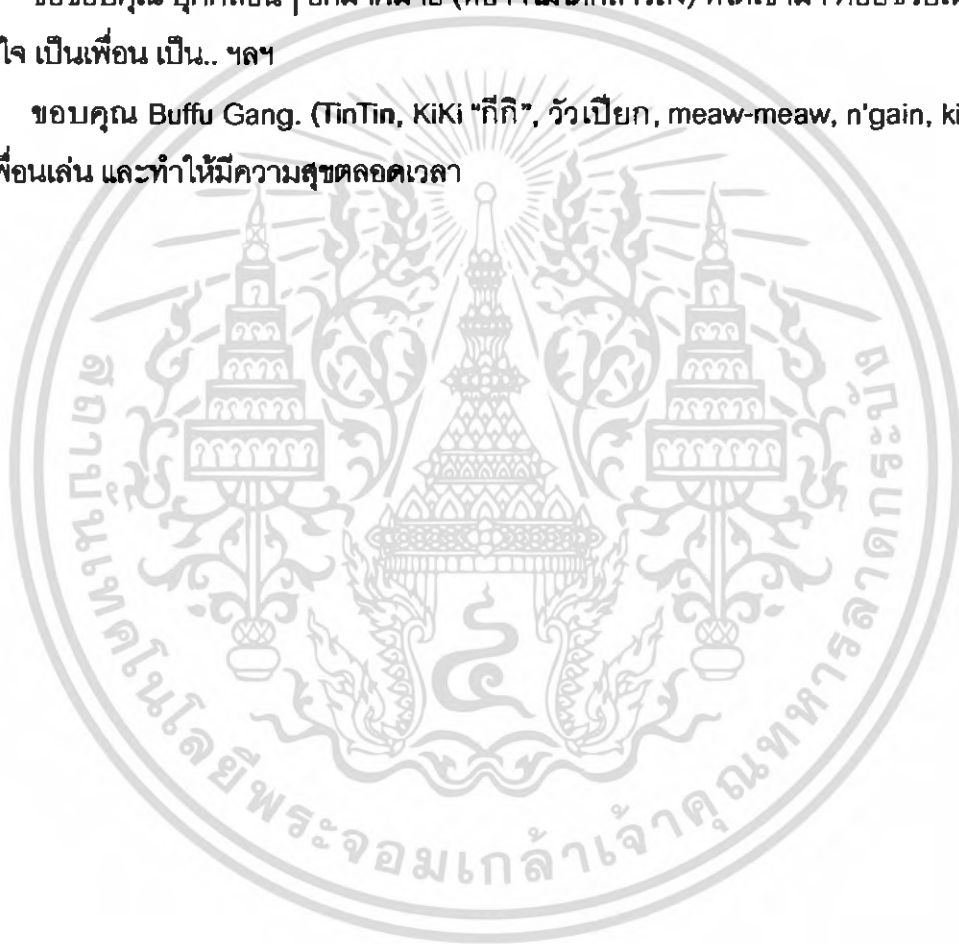 ใจ เป็นเพื่อน เป็น.. ฯลฯ
ขอบคุณ Buffu Gang. (TinTin, KiKi "กีกี", วัวเปียก, meaw-meaw, n'gain, ki
พื่อนเล่น และทำให้มีความสุขตลอดเวลา
สถาบันเทคโนโลยีพระจอมเกล้าเจ้าคุณทหารลาดกระบัง